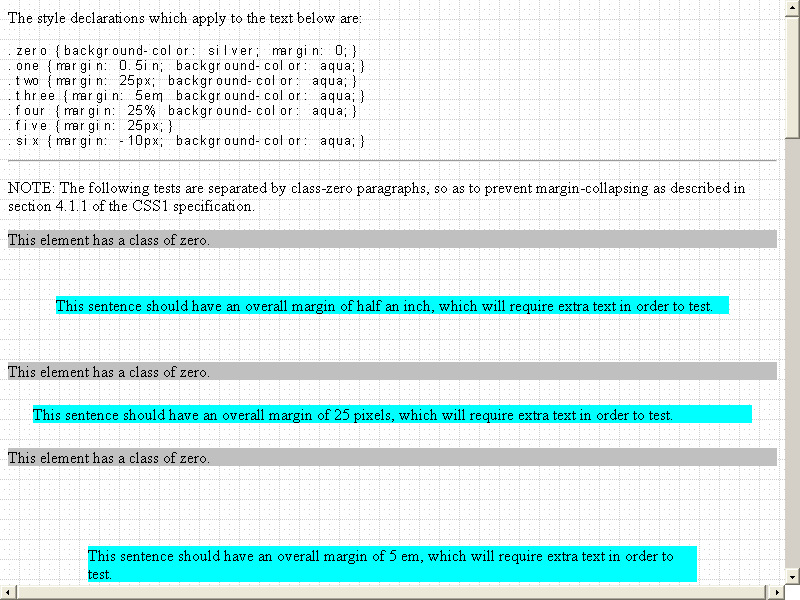 The style declarations which apply to the text below are:
.zero {background-color: silver; margin: 0;}
.one {margin: 0.5in; background-color: aqua;}
.two {margin: 25px; background-color: aqua;}
.three {margin: 5em; background-color: aqua;}
.four {margin: 25%; background-color: aqua;}
.five {margin: 25px;}
.six {margin: -10px; background-color: aqua;}
NOTE: The following tests are separated by class-zero paragraphs, so as to prevent margin-collapsing as described in
section 4.1.1 of the CSS1 specification.
This element has a class of zero.
This sentence should have an overall margin of half an inch, which will require extra text in order to test.
This element has a class of zero.
This sentence should have an overall margin of 25 pixels, which will require extra text in order to test.
This element has a class of zero.
This sentence should have an overall margin of 5 em, which will require extra text in order to
test.